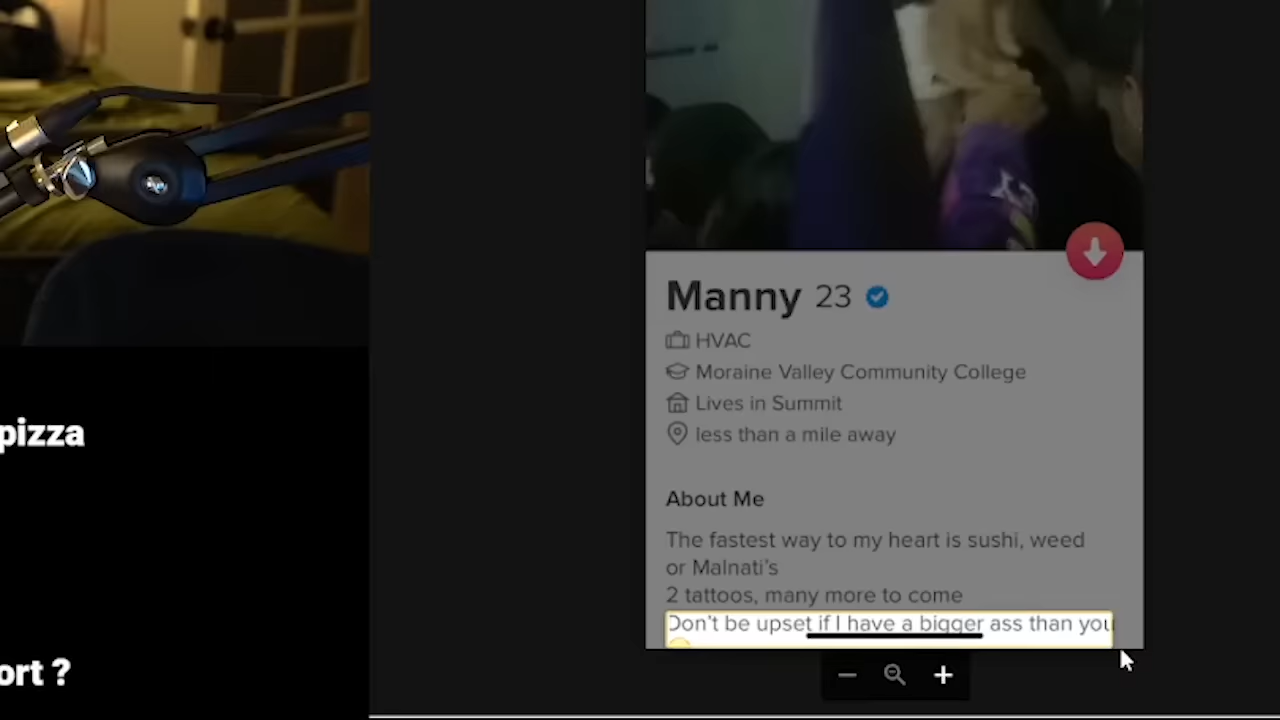 pizza
ort ?
Manny 23
HVAC
Moraine Valley Community College
Lives in Summit
less than a mile away
About Me
The fastest way to my heart is sushi, weed
or Malnati's
2 tattoos, many more to come
Don't be upset if I have a bigger ass than you